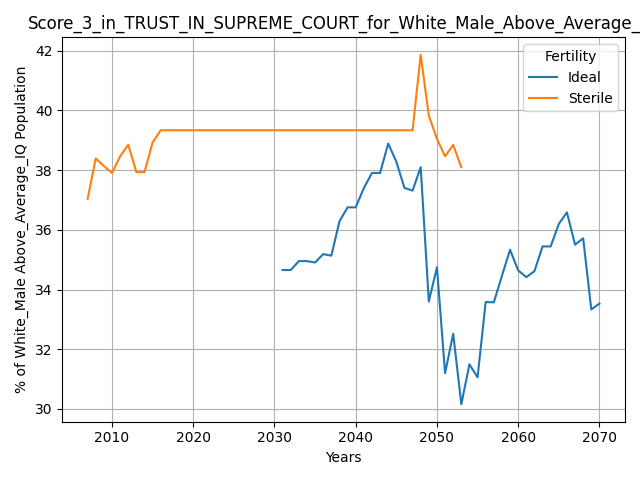 Score_3_in_TRUST_IN_SUPREME_COURT_for_White_Male_Above_Average_
% of White_Male Above_Average_IQ Population
42
40
38
36
34
32
30
Fertility
Ideal
Sterile
2010 2020 2030 2040 2050 2060 2070
Years